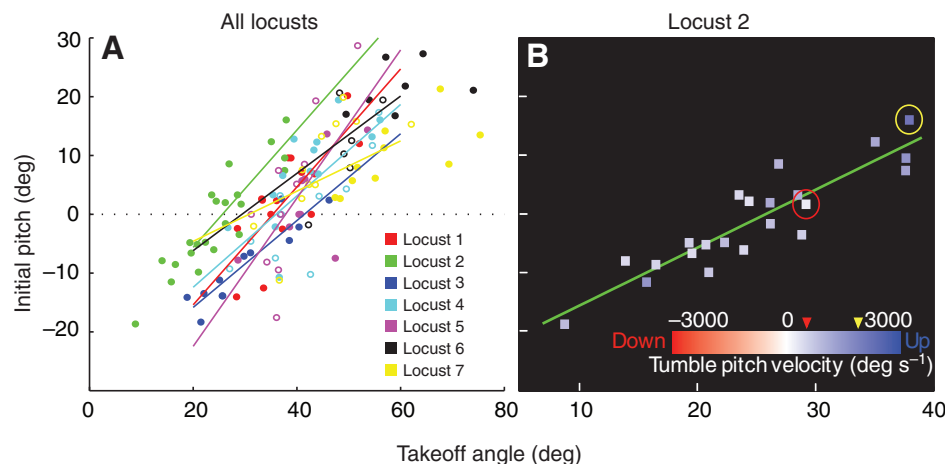 All locusts
Locust 2
A
B
Initial pitch (deg)
30
20
10
0
−10
−20
Locust 1
Locust 2
Locust 3
Locust 4
Locust 5
Locust 6
Locust 7
0 20 40 60 80
−3000 0 3000
Down Up
Tumble pitch velocity (deg s−1)
10 20 30 40
Takeoff angle (deg)